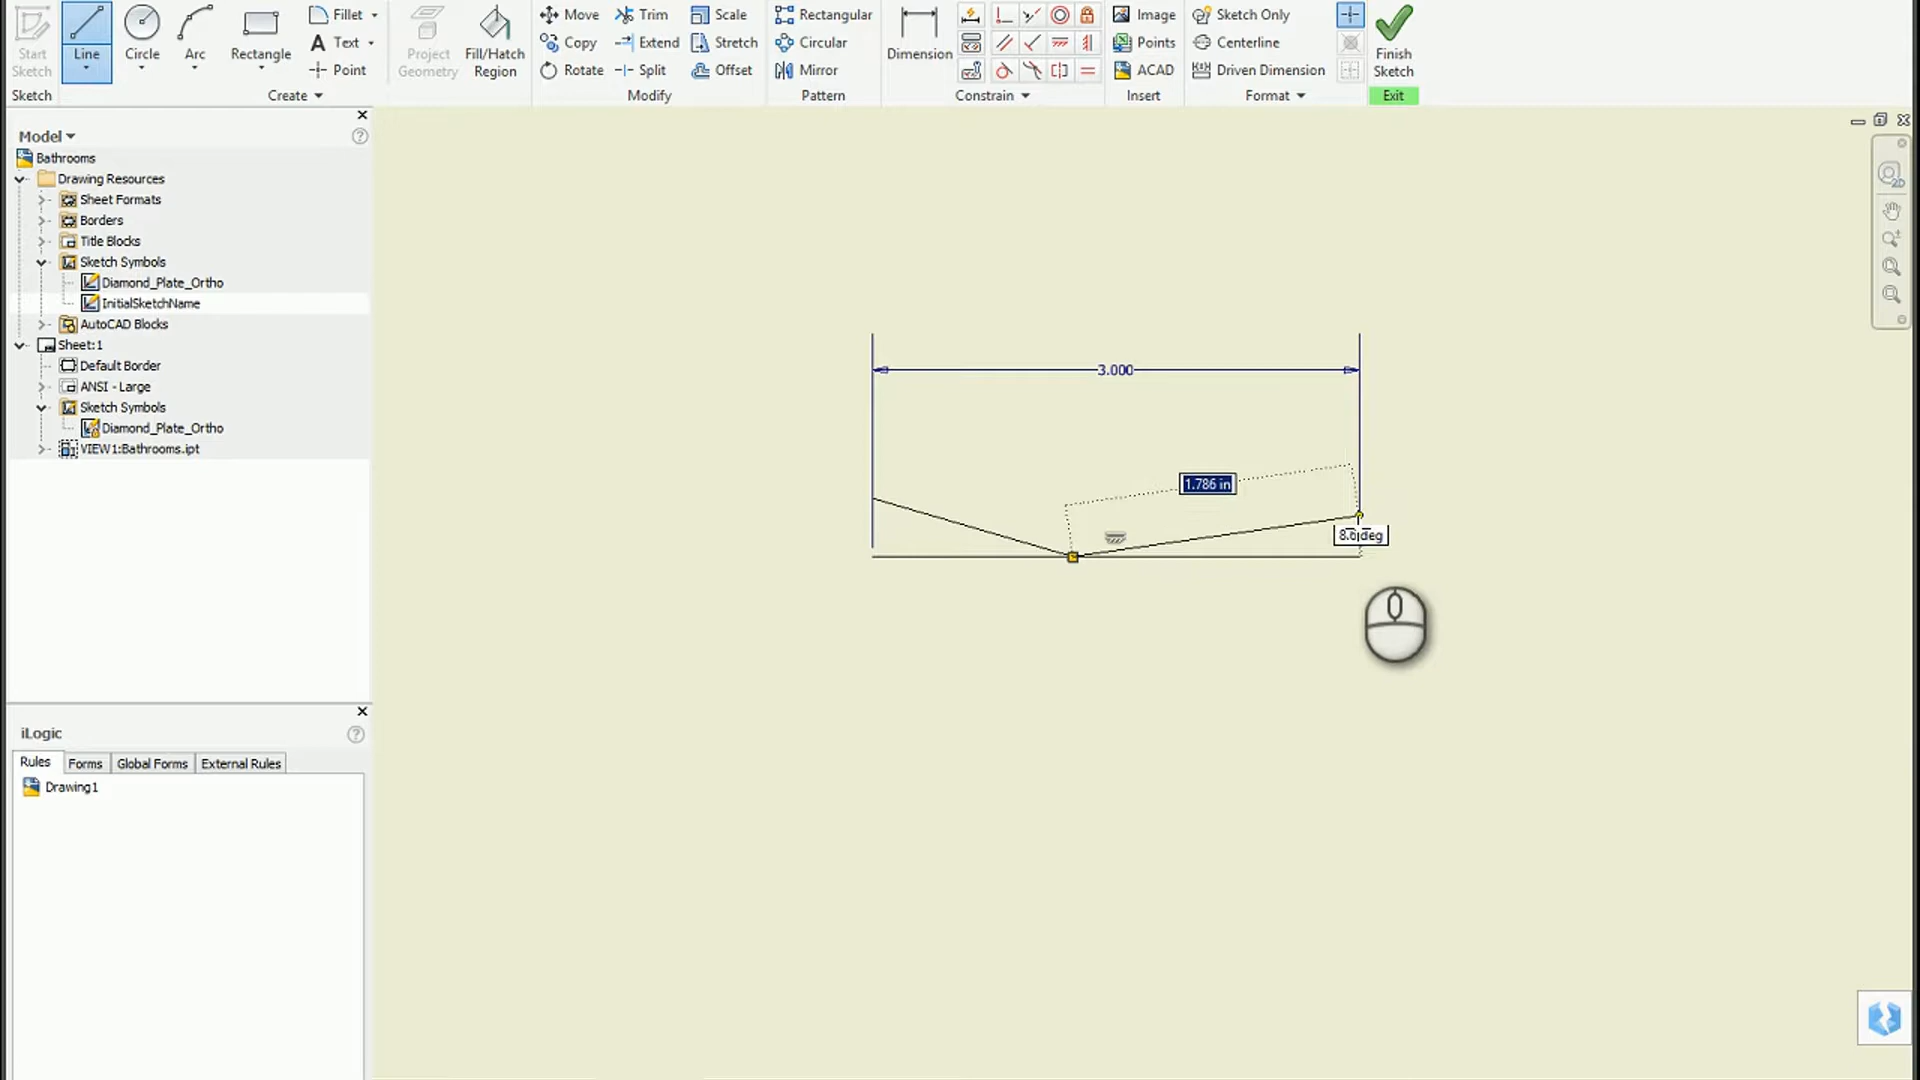 Start Sketch
Line
Circle
Arc
Rectangle
Fillet
Text
Point
Project Geometry
Fill/Hatch Region
Move
Copy
Rotate
Trim
Extend
Split
Scale
Stretch
Offset
Rectangular
Circular
Mirror
Dimension
Image
Points
ACAD
Sketch Only
Centerline
Driven Dimension
Finish Sketch
Sketch
Create
Modify
Pattern
Constrain
Insert
Format
Exit
Model
Bathrooms
Drawing Resources
Sheet Formats
Borders
Title Blocks
Sketch Symbols
Diamond_Plate_Ortho
InitialSketchName
AutoCAD Blocks
Sheet:1
Default Border
ANSI - Large
Sketch Symbols
Diamond_Plate_Ortho
VIEW1:Bathrooms.ipt
3.000
1.786 in
2D
iLogic
Rules
Forms
Global Forms
External Rules
Drawing1